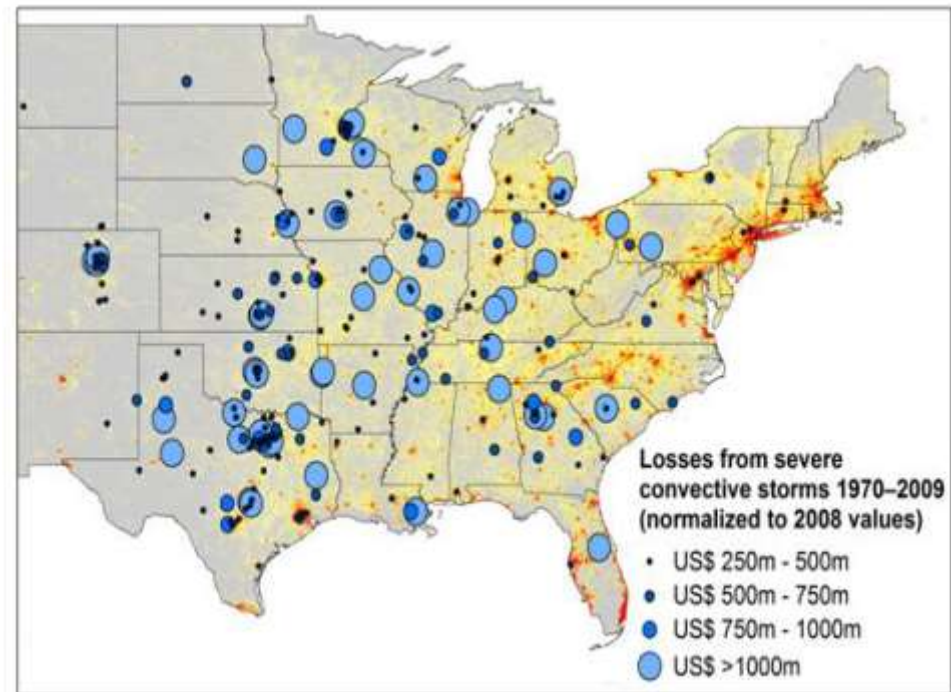 Losses from severe
convective storms 1970–2009
(normalized to 2008 values)
US$ 250m - 500m
US$ 500m - 750m
US$ 750m - 1000m
US$ >1000m